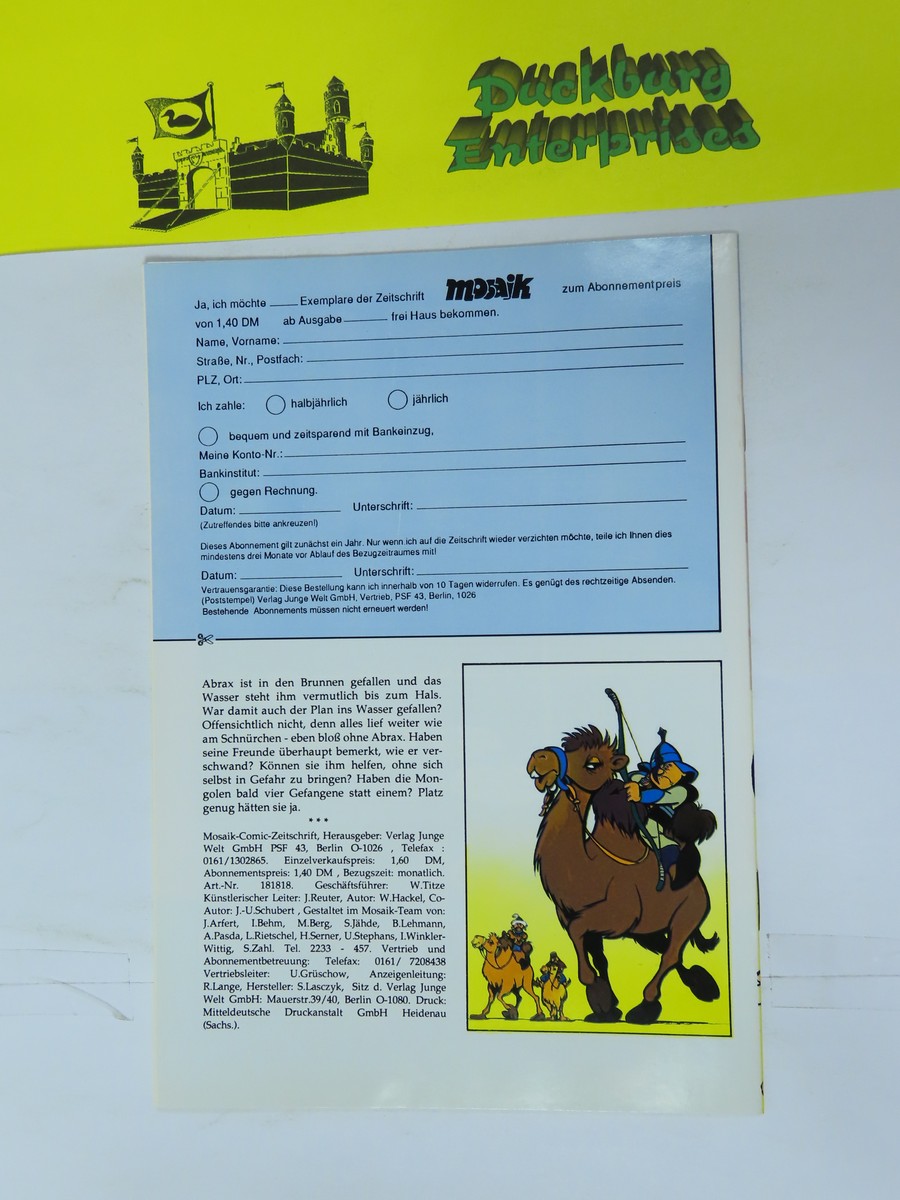 Duckburg
Enterprises
Ja, ich möchte _____ Exemplare der Zeitschrift mosaik zum Abonnementpreis
von 1,40 DM ab Ausgabe ________ frei Haus bekommen.
Name, Vorname:
Straße, Nr., Postfach:
PLZ, Ort:
Ich zahle: halbjährlich jährlich
bequem und zeitsparend mit Bankeinzug,
Meine Konto-Nr.:
Bankinstitut:
gegen Rechnung.
Datum: Unterschrift:
(Zutreffendes bitte ankreuzen!)
Dieses Abonnement gilt zunächst ein Jahr. Nur wenn ich auf die Zeitschrift wieder verzichten möchte, teile ich Ihnen dies
mindestens drei Monate vor Ablauf des Bezugzeitraumes mit!
Datum: Unterschrift:
Vertrauensgarantie: Diese Bestellung kann ich innerhalb von 10 Tagen widerrufen. Es genügt des rechtzeitige Absenden.
(Poststempel) Verlag Junge Welt GmbH, Vertrieb, PSF 43, Berlin, 1026
Bestehende Abonnements müssen nicht erneuert werden!
Abrax ist in den Brunnen gefallen und das
Wasser steht ihm vermutlich bis zum Hals.
War damit auch der Plan ins Wasser gefallen?
Offensichtlich nicht, denn alles lief weiter wie
am Schnürchen - eben bloß ohne Abrax. Haben
seine Freunde überhaupt bemerkt, wie er ver-
schwand? Können sie ihm helfen, ohne sich
selbst in Gefahr zu bringen? Haben die Mon-
golen bald vier Gefangene statt einem? Platz
genug hätten sie ja.
* * *
Mosaik-Comic-Zeitschrift, Herausgeber: Verlag Junge
Welt GmbH PSF 43, Berlin O-1026 , Telefax :
0161/1302865. Einzelverkaufspreis: 1,60 DM,
Abonnementspreis: 1,40 DM , Bezugszeit: monatlich.
Art.-Nr. 181818. Geschäftsführer: W.Titze
Künstlerischer Leiter: J.Reuter, Autor: W.Hackel, Co-
Autor: J.-U.Schubert , Gestaltet im Mosaik-Team von:
J.Arfert, I.Behm, M.Berg, S.Jähde, B.Lehmann,
A.Pasda, L.Rietschel, H.Serner, U.Stephans, I.Winkler-
Wittig, S.Zahl. Tel. 2233 - 457. Vertrieb und
Abonnementbetreuung: Telefax: 0161/ 7208438
Vertriebsleiter: U.Grüschow, Anzeigenleitung:
R.Lange, Hersteller: S.Lasczyk, Sitz d. Verlag Junge
Welt GmbH: Mauerstr.39/40, Berlin O-1080. Druck:
Mitteldeutsche Druckanstalt GmbH Heidenau
(Sachs.).